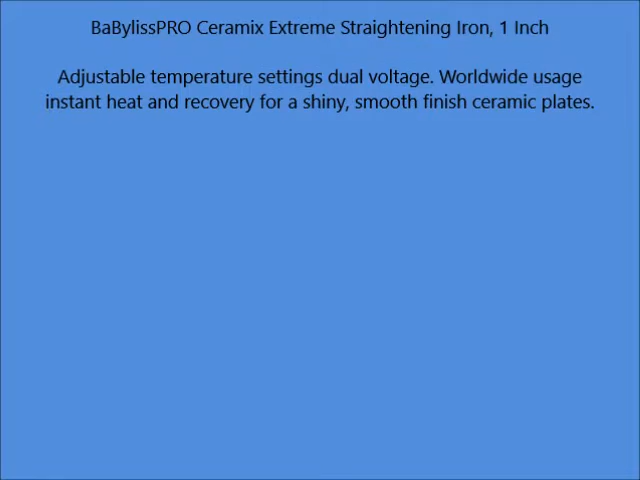 BaBylissPRO Ceramix Extreme Straightening Iron, 1 Inch
Adjustable temperature settings dual voltage. Worldwide usage
instant heat and recovery for a shiny, smooth finish ceramic plates.